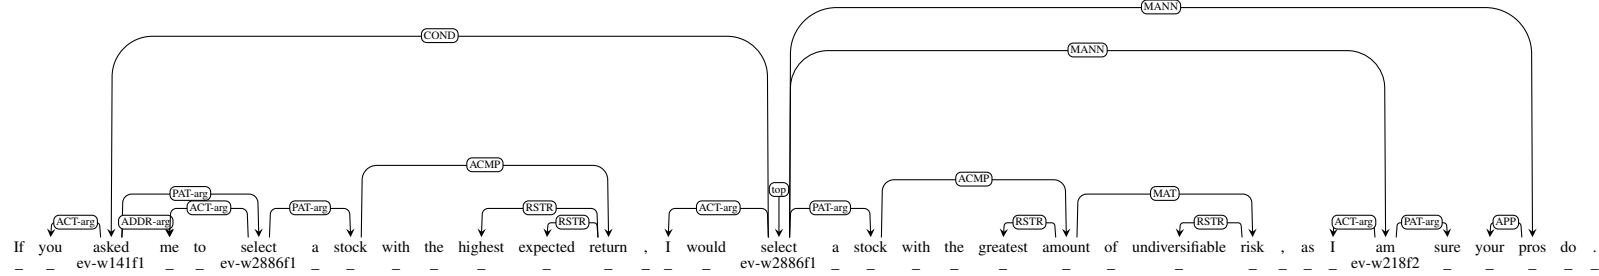 MANN
COND
MANN
ACMP
ACMP
top
PAT-arg
MAT
ACT-arg
PAT-arg
RSTR
ACT-arg
PAT-arg
ACT-arg
ADDR-arg
RSTR
RSTR
RSTR
ACT-arg
PAT-arg
APP
If you asked me to select a stock with the highest expected return , I would select a stock with the greatest amount of undiversifiable risk , as I am sure your pros do .
_ _ ev-w141f1 _ _ ev-w2886f1 _ _ _ _ _ _ _ _ _ _ ev-w2886f1 _ _ _ _ _ _ _ _ _ _ _ _ ev-w218f2 _ _ _ _ _